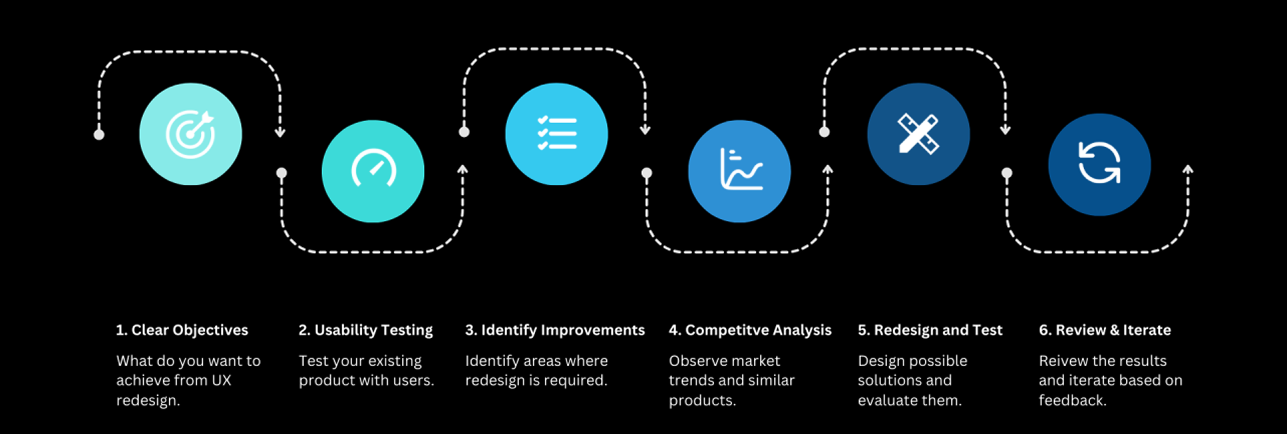 1. Clear Objectives
What do you want to
achieve from UX
redesign.
2. Usability Testing
Test your existing
product with users.
3. Identify Improvements
Identify areas where
redesign is required.
4. Competitve Analysis
Observe market
trends and similar
products.
5. Redesign and Test
Design possible
solutions and
evaluate them.
6. Review & Iterate
Reivew the results
and iterate based on
feedback.